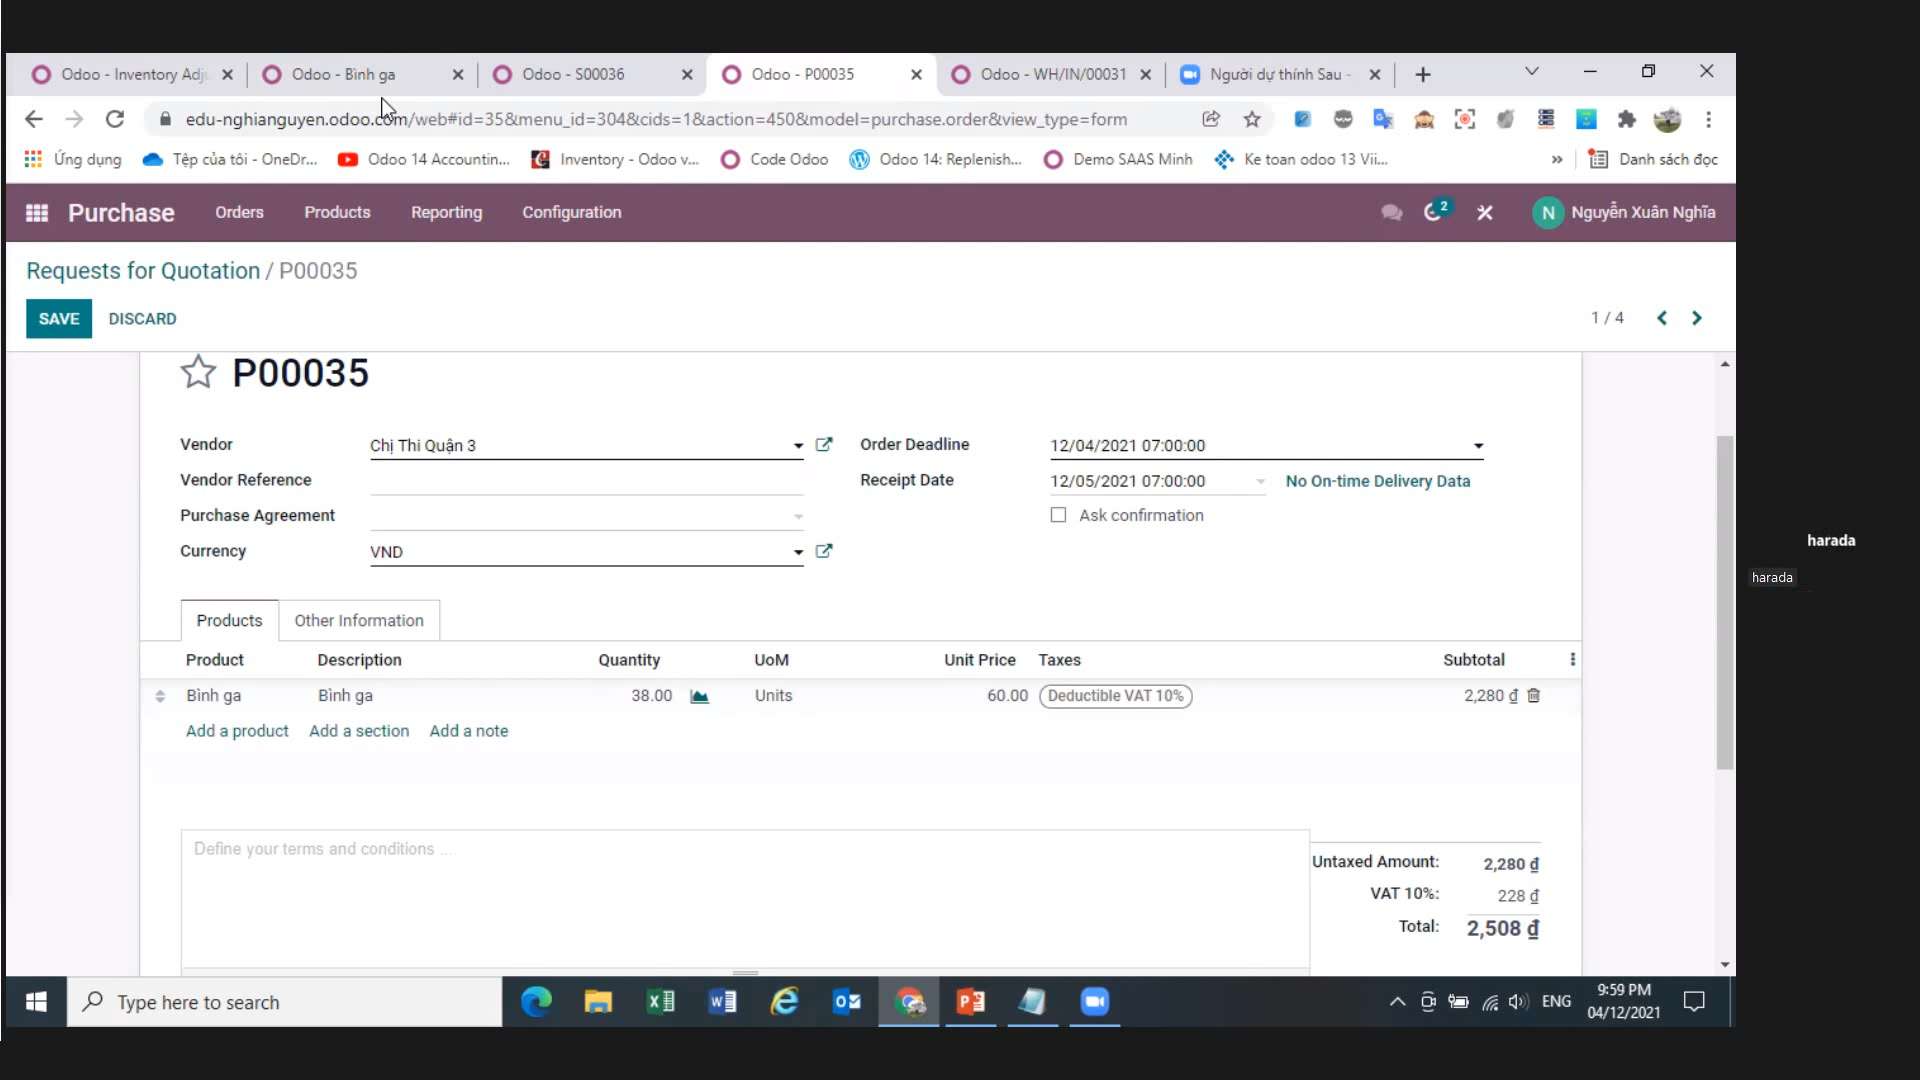 Odoo - Inventory Adju
Odoo - Bình ga
Odoo - S00036
Odoo - P00035
Odoo - WH/IN/00031
Người dự thính Sau -
edu-nghianguyen.odoo.com/web#id=35&menu_id=304&cids=1&action=450&model=purchase.order&view_type=form
Ứng dụng
Tệp của tôi - OneDr...
Odoo 14 Accountin...
Inventory - Odoo v...
Code Odoo
Odoo 14: Replenish...
Demo SAAS Minh
Ke toan odoo 13 Vii...
»
Danh sách đọc
Purchase
Orders
Products
Reporting
Configuration
2
N
Nguyễn Xuân Nghĩa
Requests for Quotation / P00035
SAVE
DISCARD
1 / 4
P00035
Vendor
Chị Thi Quận 3
Order Deadline
12/04/2021 07:00:00
Vendor Reference
Receipt Date
12/05/2021 07:00:00
No On-time Delivery Data
Purchase Agreement
Ask confirmation
Currency
VND
harada
harada
Products
Other Information
Product
Description
Quantity
UoM
Unit Price
Taxes
Subtotal
Bình ga
Bình ga
38.00
Units
60.00
Deductible VAT 10%
2,280 ₫
Add a product
Add a section
Add a note
Define your terms and conditions ....
Untaxed Amount:
2,280 ₫
VAT 10%:
228 ₫
Total:
2,508 ₫
Type here to search
ENG
9:59 PM
04/12/2021